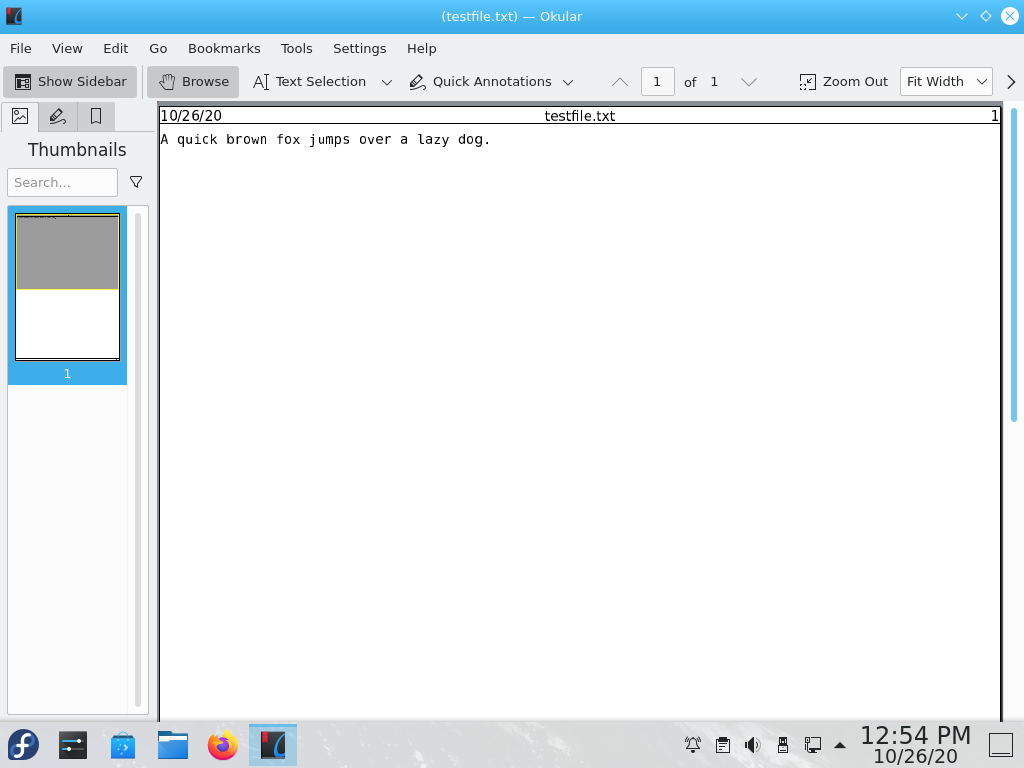 (testfile.txt) — Okular
File View Edit Go Bookmarks Tools Settings Help
Show Sidebar Browse Text Selection Quick Annotations 1 of 1 Zoom Out Fit Width
Thumbnails
Search...
1
10/26/20 testfile.txt 1
A quick brown fox jumps over a lazy dog.
12:54 PM
10/26/20